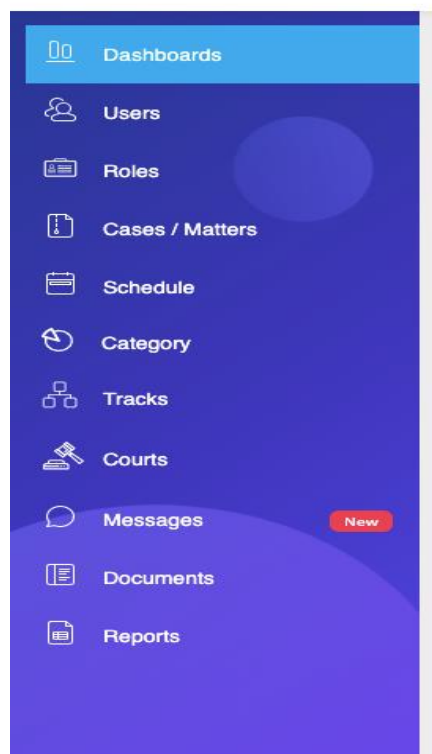 Dashboards
Users
Roles
Cases / Matters
Schedule
Category
Tracks
Courts
Messages New
Documents
Reports